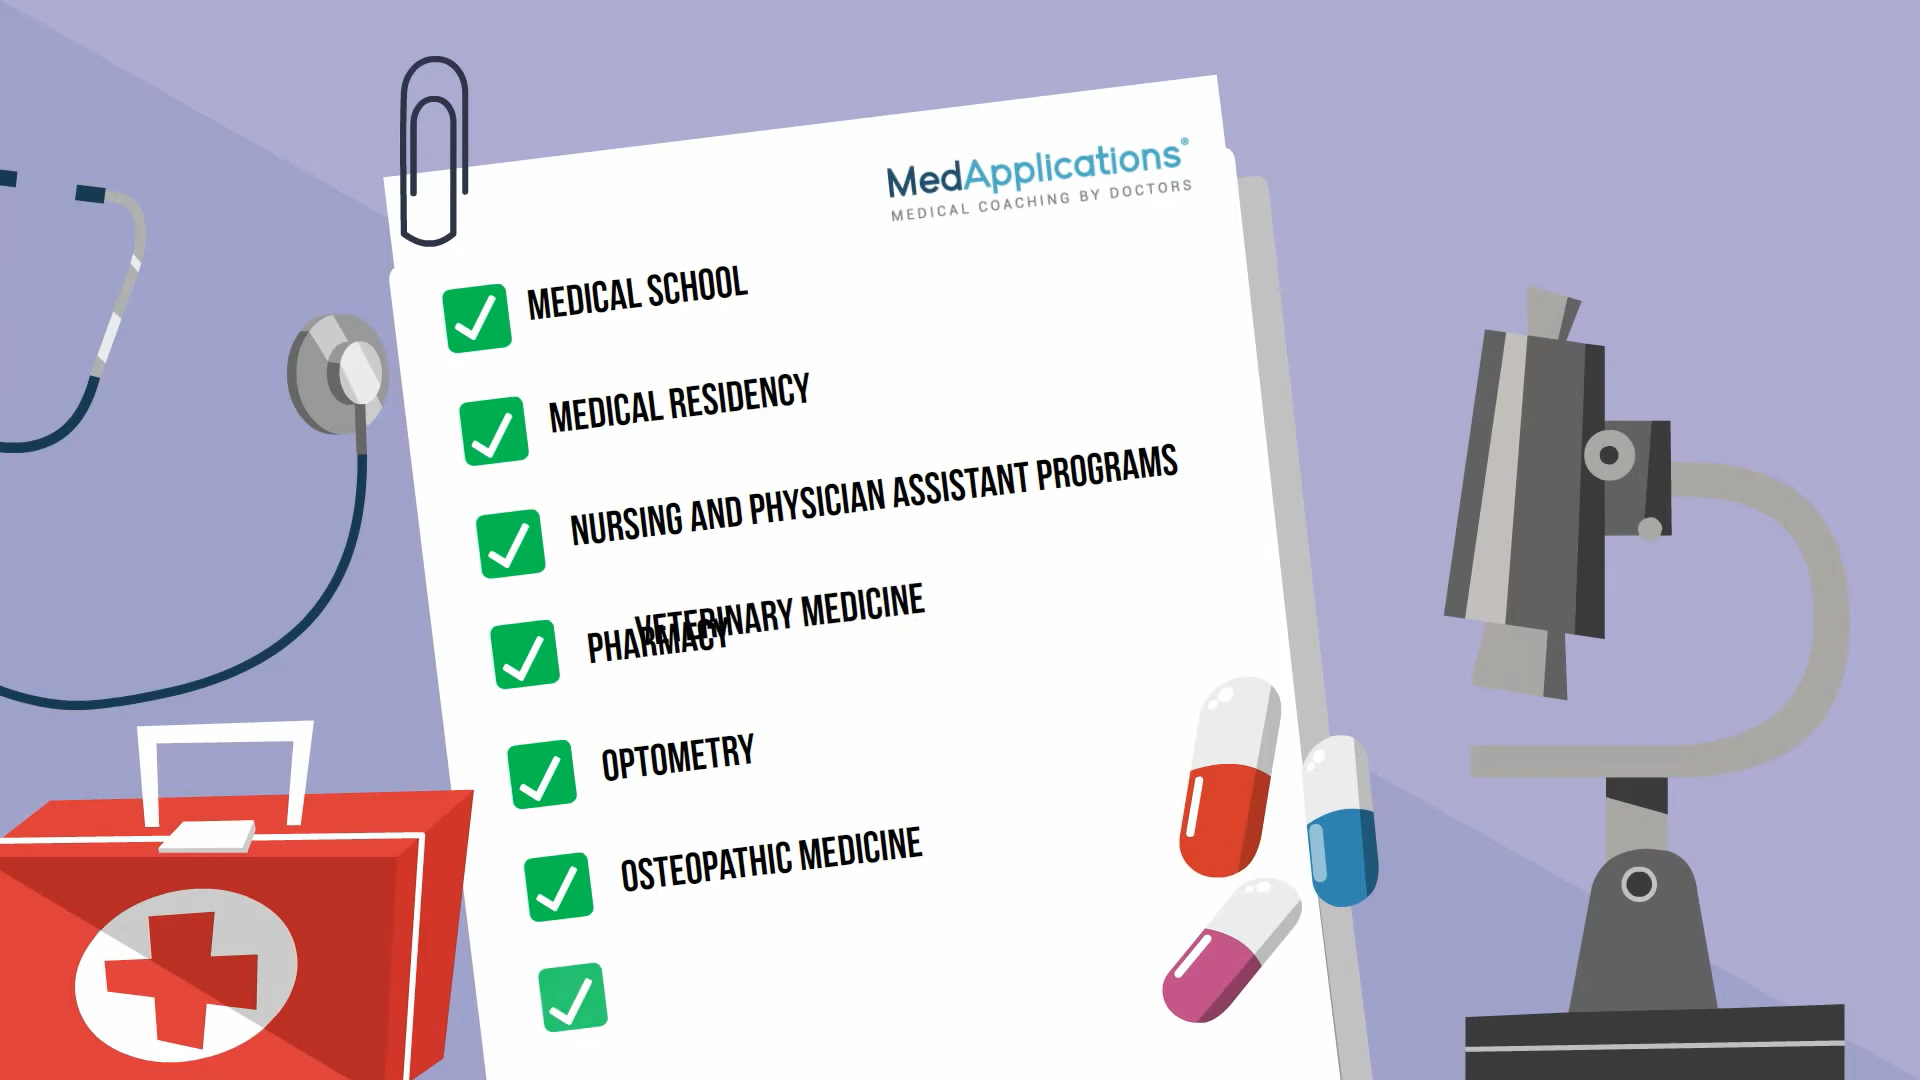 MedApplications®
MEDICAL COACHING BY DOCTORS
MEDICAL SCHOOL
MEDICAL RESIDENCY
NURSING AND PHYSICIAN ASSISTANT PROGRAMS
VETERINARY MEDICINE
PHARMACY
OPTOMETRY
OSTEOPATHIC MEDICINE